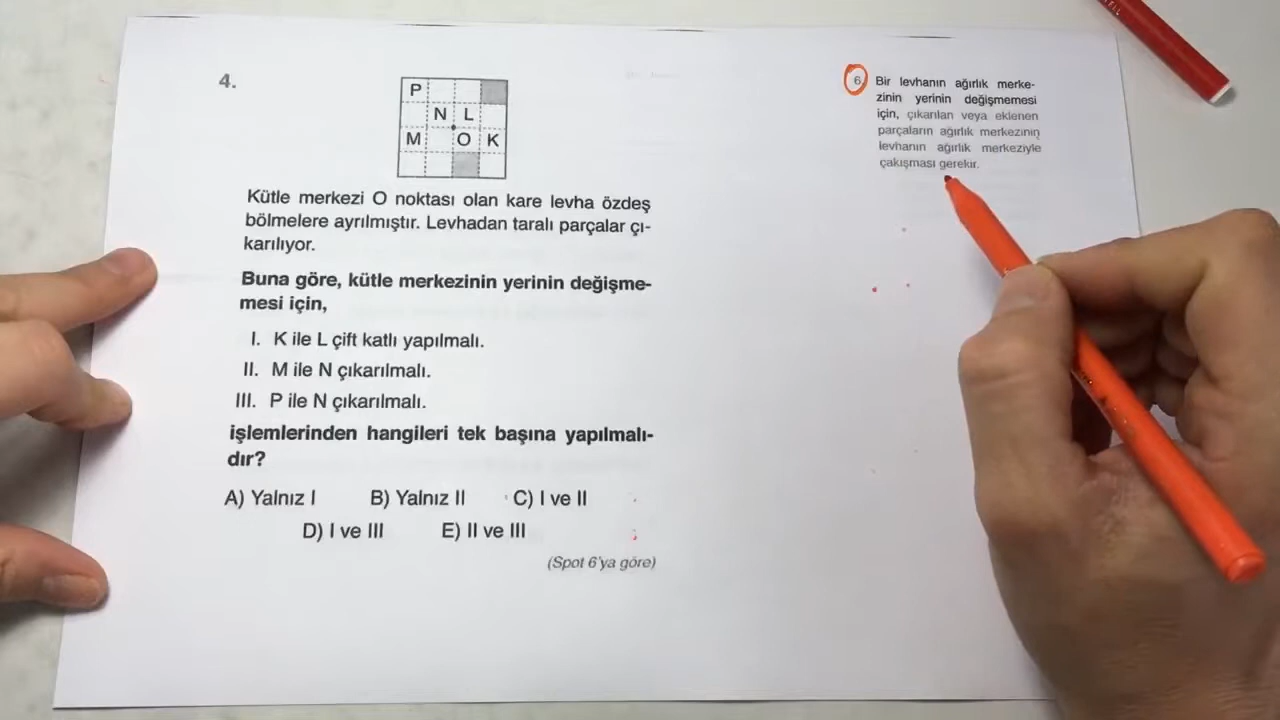 4.
P
N L
M O K
Kütle merkezi O noktası olan kare levha özdeş
bölmelere ayrılmıştır. Levhadan taralı parçalar çı-
karılıyor.
Buna göre, kütle merkezinin yerinin değişme-
mesi için,
I. K ile L çift katlı yapılmalı.
II. M ile N çıkarılmalı.
III. P ile N çıkarılmalı.
işlemlerinden hangileri tek başına yapılmalı-
dır?
A) Yalnız I B) Yalnız II C) I ve II
D) I ve III E) II ve III
(Spot 6'ya göre)
6. Bir levhanın ağırlık merke-
zinin yerinin değişmemesi
için, çıkarılan veya eklenen
parçaların ağırlık merkezinin
levhanın ağırlık merkeziyle
çakışması gerekir.